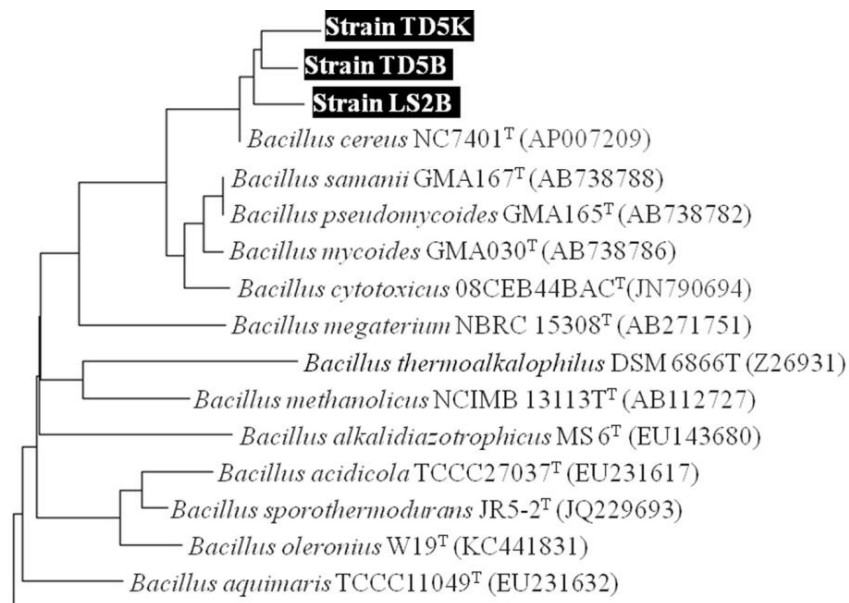 Strain TD5K
Strain TD5B
Strain LS2B
Bacillus cereus NC7401ᵀ (AP007209)
Bacillus samanii GMA167ᵀ (AB738788)
Bacillus pseudomycoides GMA165ᵀ (AB738782)
Bacillus mycoides GMA030ᵀ (AB738786)
Bacillus cytotoxicus 08CEB44BACᵀ(JN790694)
Bacillus megaterium NBRC 15308ᵀ (AB271751)
Bacillus thermoalkalophilus DSM 6866T (Z26931)
Bacillus methanolicus NCIMB 13113Tᵀ (AB112727)
Bacillus alkalidiazotrophicus MS 6ᵀ (EU143680)
Bacillus acidicola TCCC27037ᵀ (EU231617)
Bacillus sporothermodurans JR5-2ᵀ (JQ229693)
Bacillus oleronius W19ᵀ (KC441831)
Bacillus aquimaris TCCC11049ᵀ (EU231632)